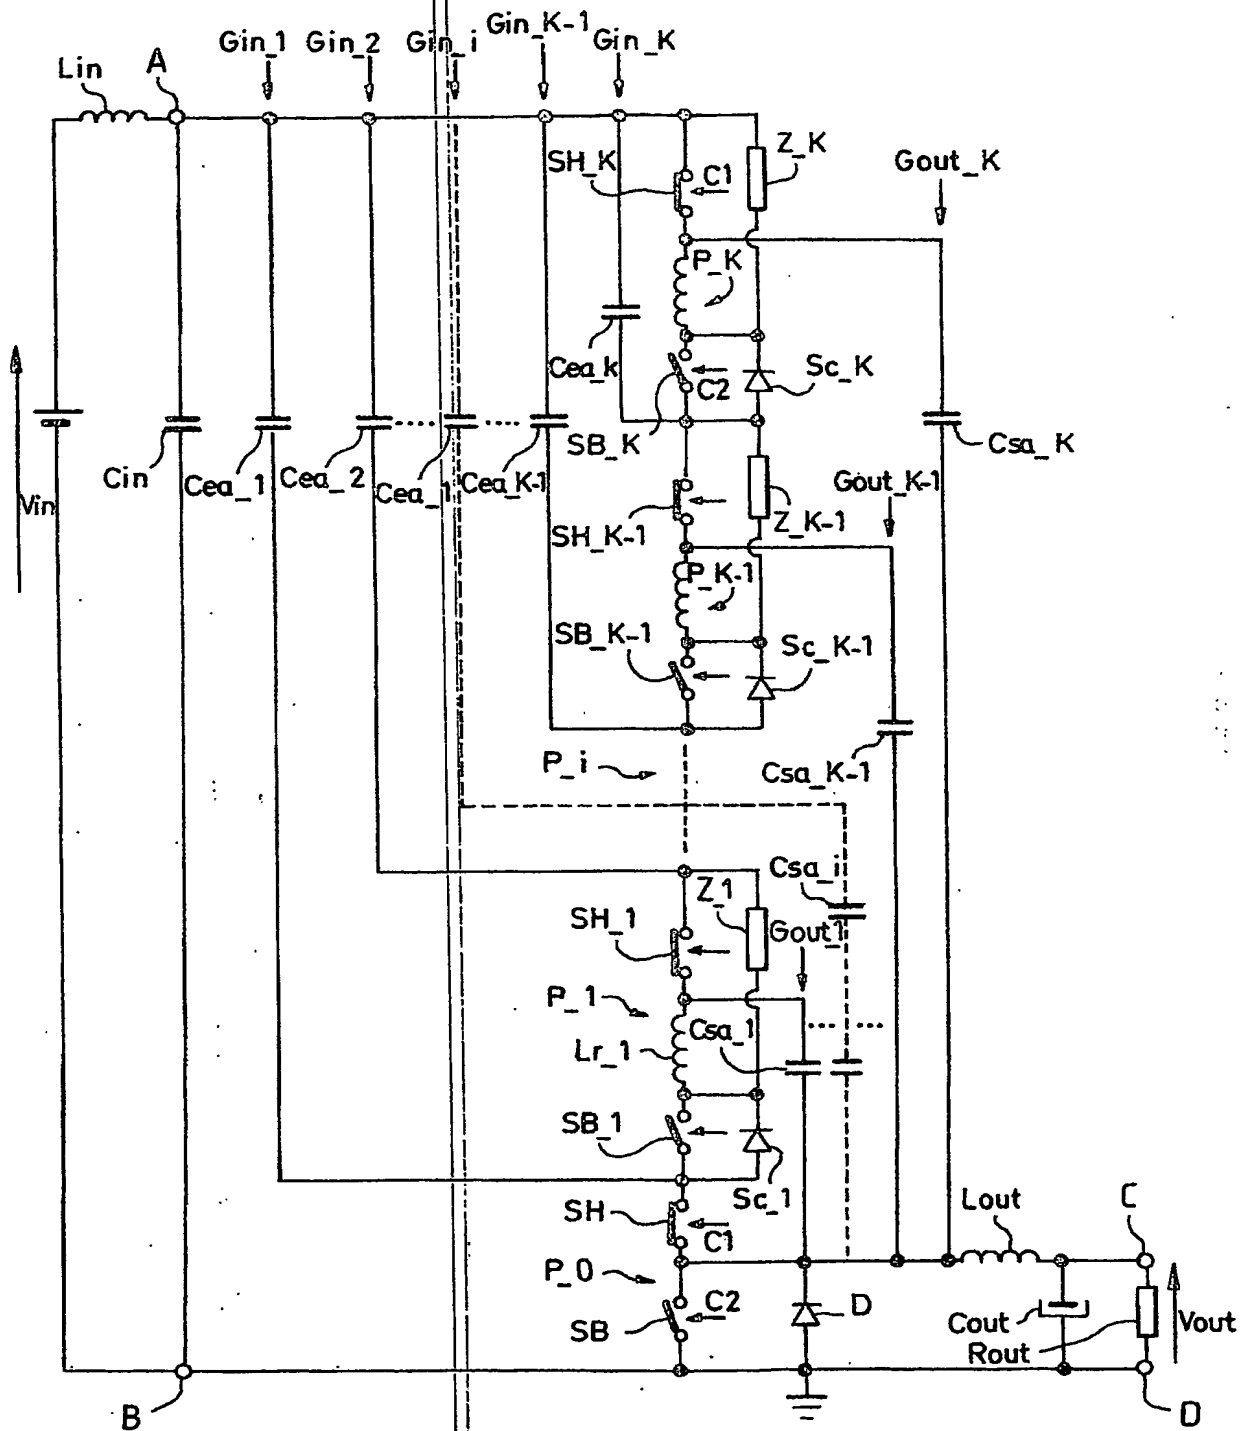 Gin_1
Gin_2
Gin_i
Gin_K-1
Gin_K
Lin
A
SH_K
C1
Z_K
Gout_K
P_K
Cea_k
C2
Sc_K
SB_K
Vin
Cin
Cea_1
Cea_2
Cea_1
Cea_K-1
Csa_K
Gout_K-1
SH_K-1
Z_K-1
P_K-1
SB_K-1
Sc_K-1
P_i
Csa_K-1
Csa_i
Z_1
SH_1
Gout_1
P_1
Csa_1
Lr_1
SB_1
Sc_1
SH
C1
Lout
C
P_0
C2
D
SB
Cout
Rout
Vout
B
D